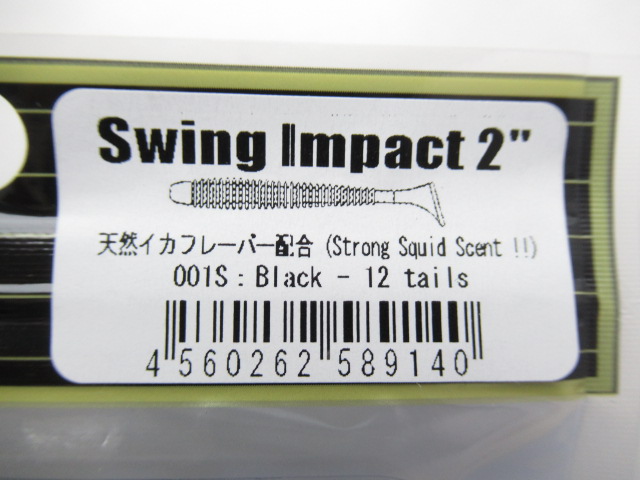 Swing Impact 2"
天然イカフレーバー配合 (Strong Squid Scent !!)
001S : Black - 12 tails
4 560262 589140